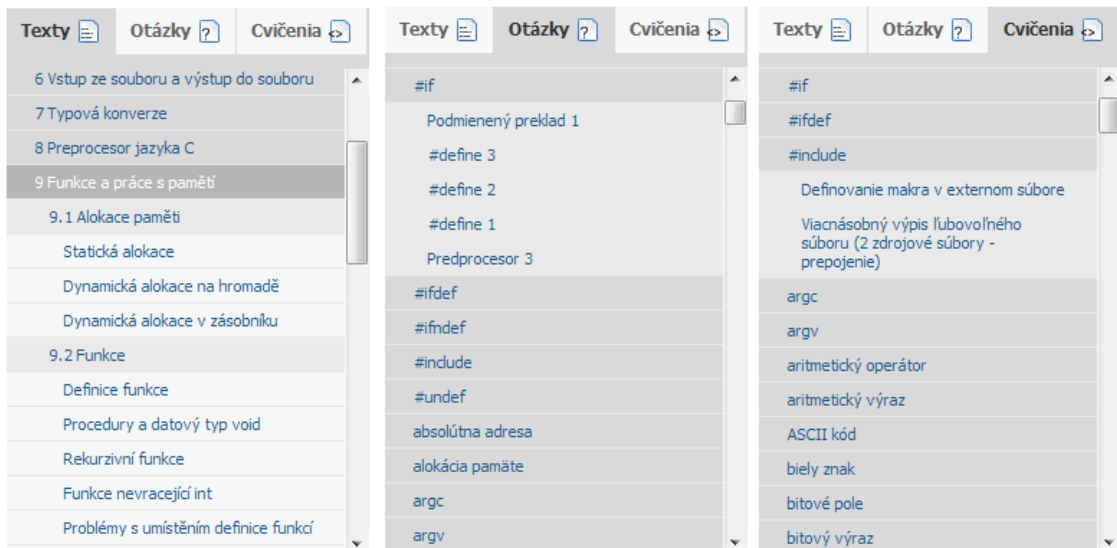 Texty
Otázky
Cvičenia
6 Vstup ze souboru a výstup do souboru
7 Typová konverze
8 Preprocesor jazyka C
9 Funkce a práce s pamětí
9.1 Alokace paměti
Statická alokace
Dynamická alokace na hromadě
Dynamická alokace v zásobníku
9.2 Funkce
Definice funkce
Procedury a datový typ void
Rekurzivní funkce
Funkce nevracející int
Problémy s umístěním definice funkcí
Texty
Otázky
Cvičenia
#if
Podmienený preklad 1
#define 3
#define 2
#define 1
Predprocesor 3
#ifdef
#ifndef
#include
#undef
absolútna adresa
alokácia pamäte
argc
argv
Texty
Otázky
Cvičenia
#if
#ifdef
#include
Definovanie makra v externom súbore
Viacnásobný výpis ľubovoľného
súboru (2 zdrojové súbory -
prepojenie)
argc
argv
aritmetický operátor
aritmetický výraz
ASCII kód
biely znak
bitové pole
bitový výraz